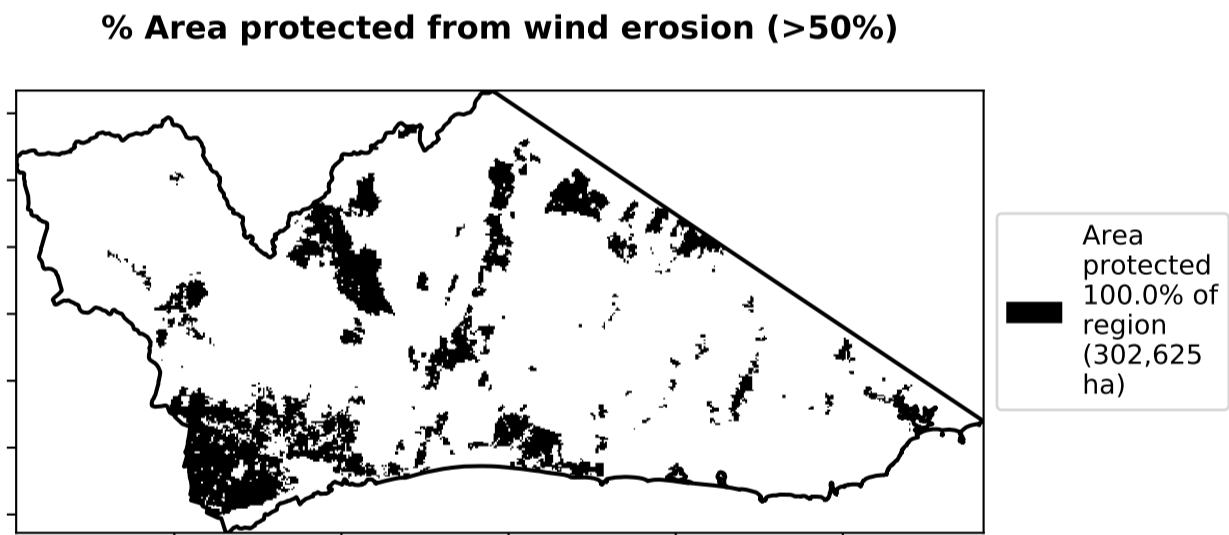 % Area protected from wind erosion (>50%)
Area
protected
100.0% of
region
(302,625
ha)